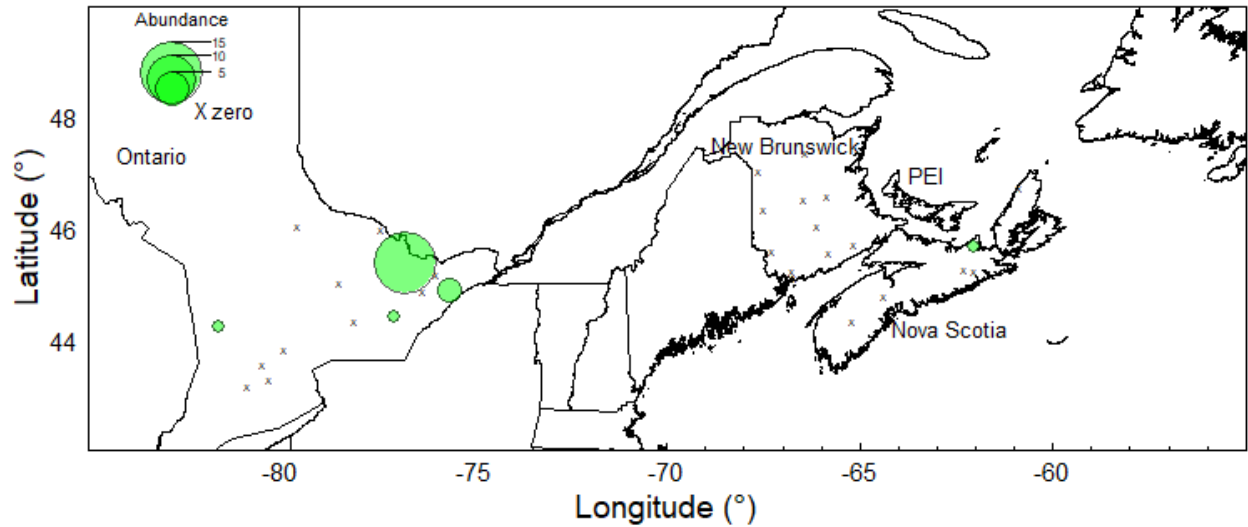 Abundance
15
10
5
X zero
48
Ontario
New Brunswick
PEI
46
44
Nova Scotia
Latitude (°)
-80
-75
-70
-65
-60
Longitude (°)